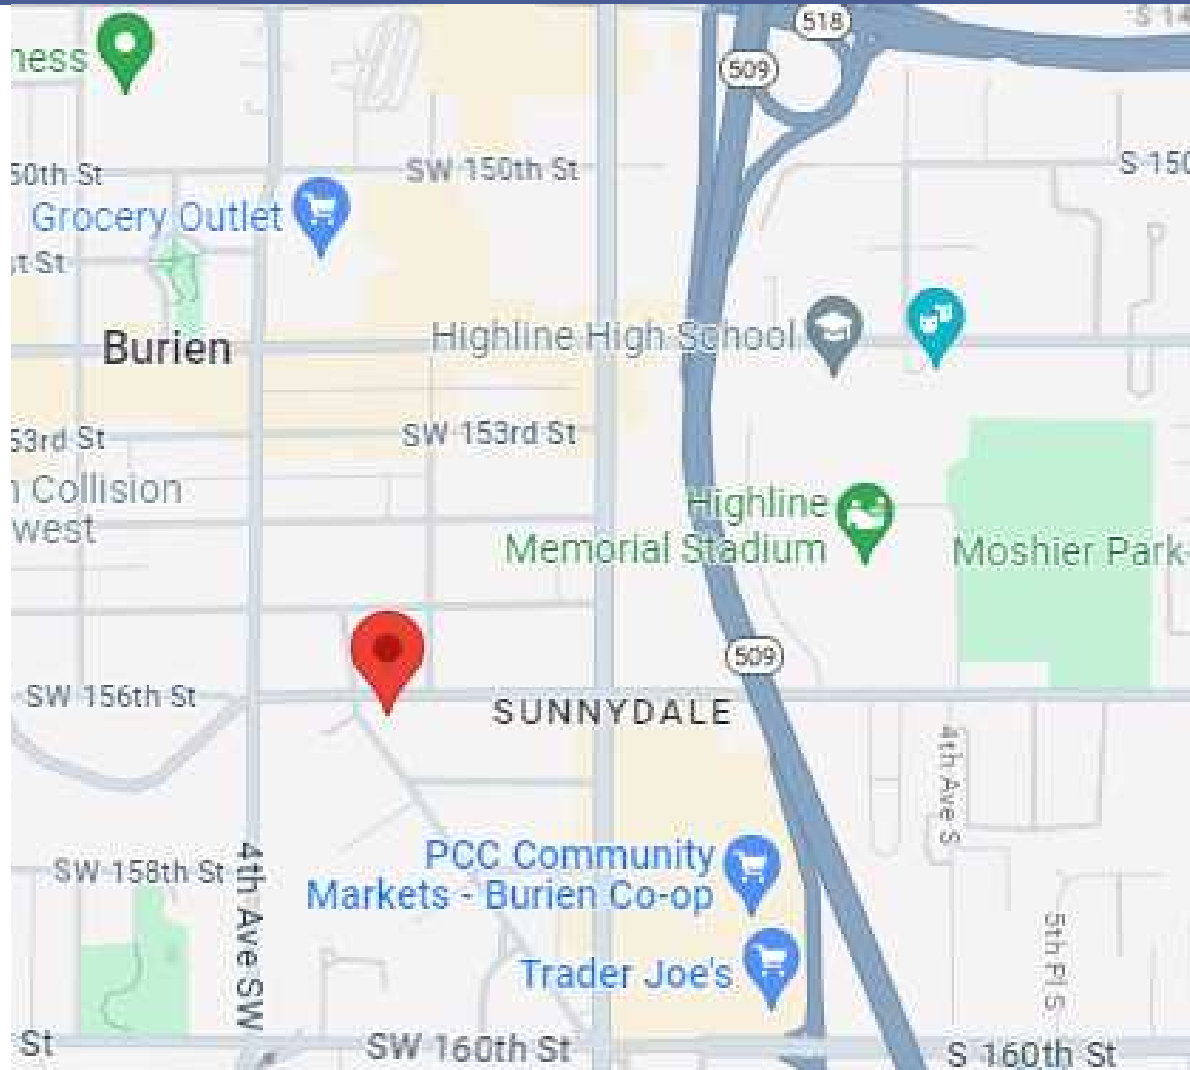 518
509
ness
SW 150th St
50th St
S 150
Grocery Outlet
st St
Highline High School
Burien
SW 153rd St
53rd St
n Collision
west
Highline
Memorial Stadium
Moshier Park
509
SW 156th St
SUNNYDALE
4th Ave S
PCC Community
Markets - Burien Co-op
SW 158th St
4th Ave SW
Trader Joe's
5th Pl S
St
SW 160th St
S 160th St